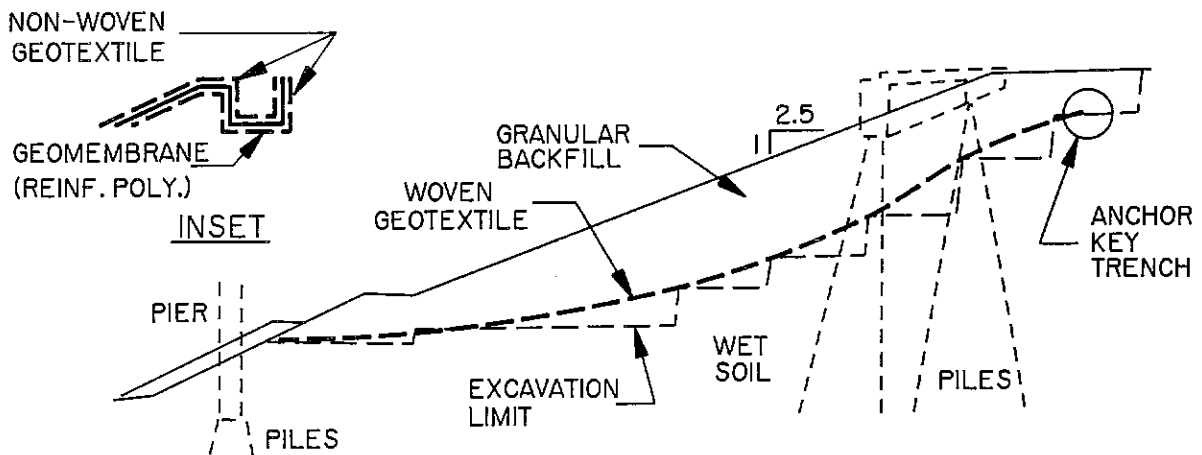 NON-WOVEN
GEOTEXTILE
GEOMEMBRANE
(REINF. POLY.)
INSET
1
2.5
GRANULAR
BACKFILL
WOVEN
GEOTEXTILE
ANCHOR
KEY
TRENCH
PIER
WET
SOIL
PILES
EXCAVATION
LIMIT
PILES